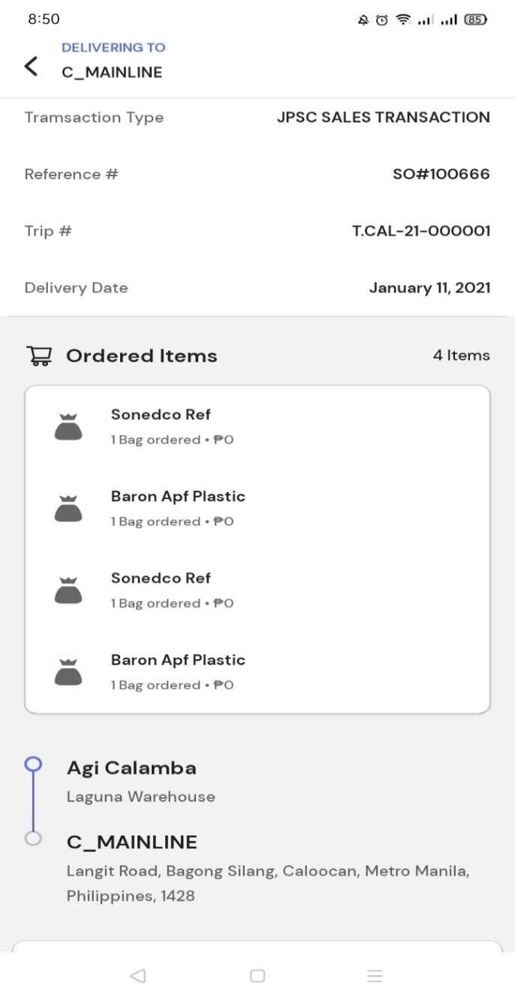 8:50
85
DELIVERING TO
C_MAINLINE
Tramsaction Type
JPSC SALES TRANSACTION
Reference #
SO#100666
Trip #
T.CAL-21-000001
Delivery Date
January 11, 2021
Ordered Items
4 Items
Sonedco Ref
1 Bag ordered • ₱0
Baron Apf Plastic
1 Bag ordered • ₱0
Sonedco Ref
1 Bag ordered • ₱0
Baron Apf Plastic
1 Bag ordered • ₱0
Agi Calamba
Laguna Warehouse
C_MAINLINE
Langit Road, Bagong Silang, Caloocan, Metro Manila,
Philippines, 1428